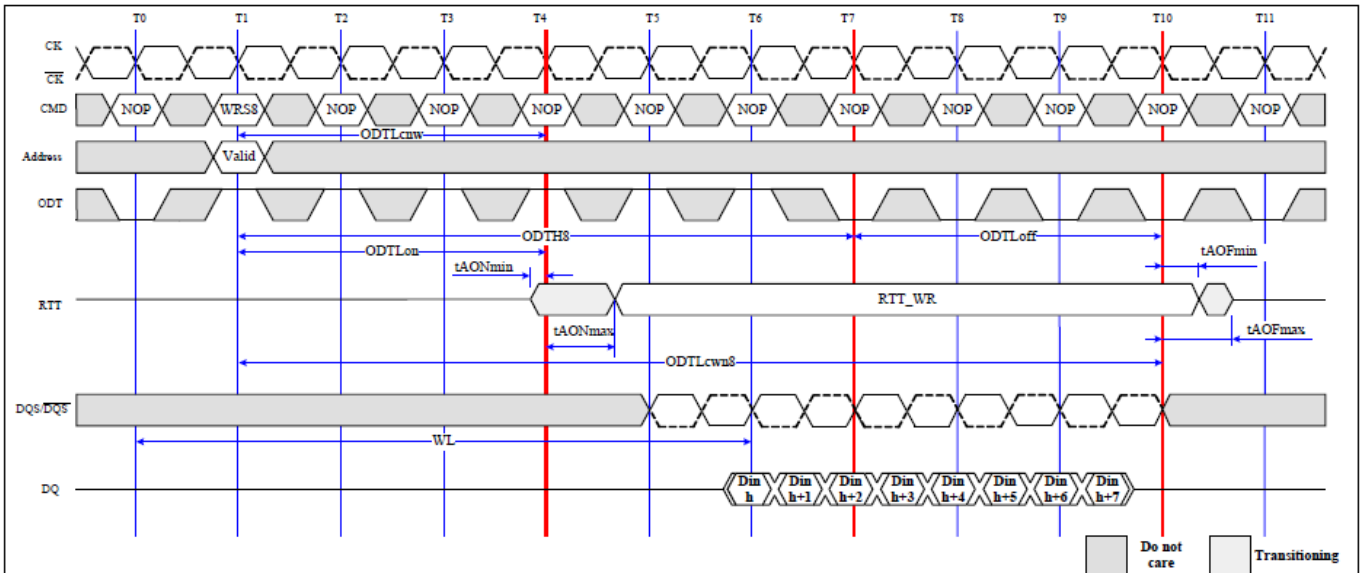 T0 T1 T2 T3 T4 T5 T6 T7 T8 T9 T10 T11
CK
CK
CMD NOP WRS8 NOP NOP NOP NOP NOP NOP NOP NOP NOP NOP
ODTLcnw
Address Valid
ODT
ODTH8 ODTLoff
ODTLon
tAONmin tAOFmin
RTT RTT_WR
tAONmax tAOFmax
ODTLcwn8
DQS/DQS
WL
DQ Din h Din h+1 Din h+2 Din h+3 Din h+4 Din h+5 Din h+6 Din h+7
Do not care
Transitioning